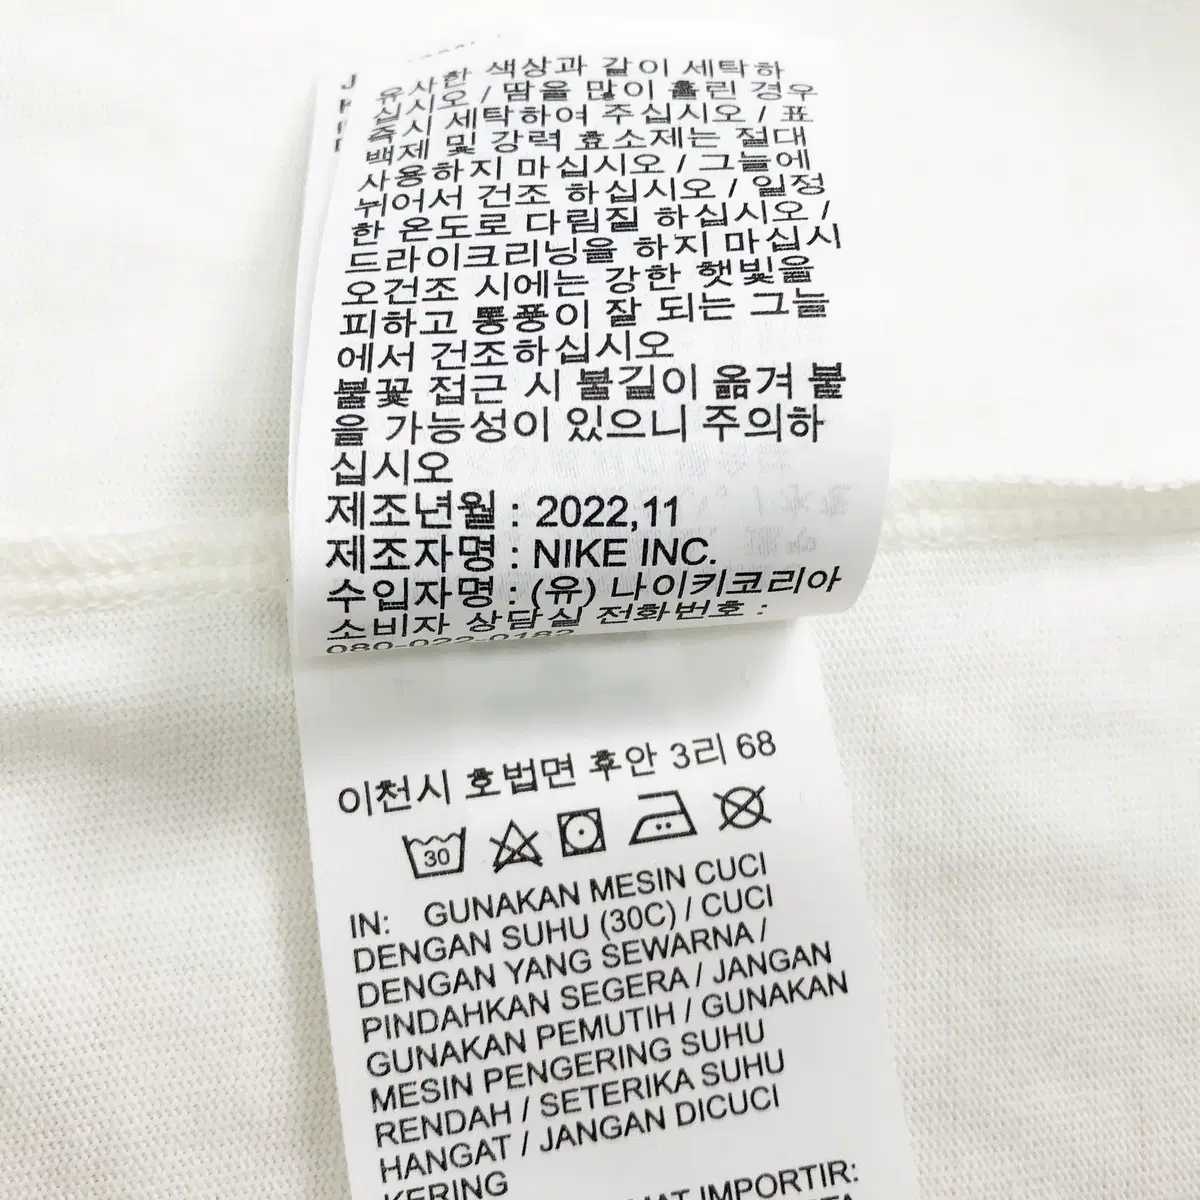 유사한 색상과 같이 세탁하
십시오 / 땀을 많이 흘린 경우
즉시 세탁하여 주십시오 / 표
백제 및 강력 효소제는 절대
사용하지 마십시오 / 그늘에
뉘어서 건조 하십시오 / 일정
한 온도로 다림질 하십시오 /
드라이크리닝을 하지 마십시
오건조 시에는 강한 햇빛을
피하고 통풍이 잘 되는 그늘
에서 건조하십시오
불꽃 접근 시 불길이 옮겨 붙
을 가능성이 있으니 주의하
십시오
제조년월 : 2022,11
제조자명 : NIKE INC.
수입자명 : (유) 나이키코리아
소비자 상담실 전화번호 :
080-022-0182
이천시 호법면 후안 3리 68
30
IN: GUNAKAN MESIN CUCI
DENGAN SUHU (30C) / CUCI
DENGAN YANG SEWARNA /
PINDAHKAN SEGERA / JANGAN
GUNAKAN PEMUTIH / GUNAKAN
MESIN PENGERING SUHU
RENDAH / SETERIKA SUHU
HANGAT / JANGAN DICUCI
KERING
IMPORTIR: